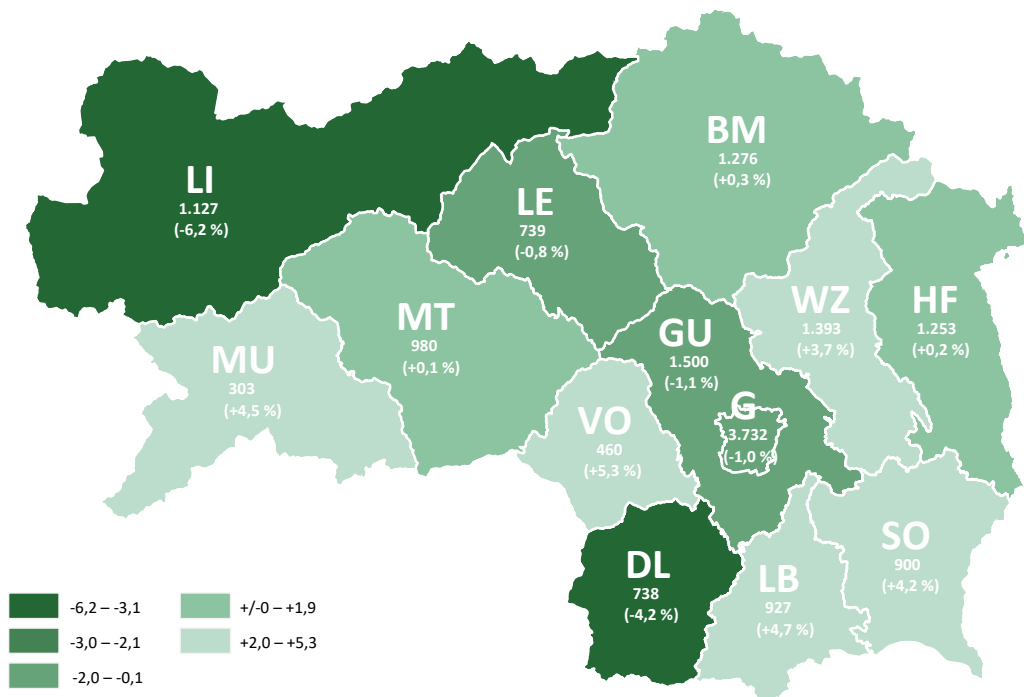 BM
1.276
(+0,3 %)
LI
1.127
(-6,2 %)
LE
739
(-0,8 %)
WZ
1.393
(+3,7 %)
HF
1.253
(+0,2 %)
MT
980
(+0,1 %)
GU
1.500
(-1,1 %)
MU
303
(+4,5 %)
G
3.732
(-1,0 %)
VO
460
(+5,3 %)
SO
900
(+4,2 %)
DL
738
(-4,2 %)
LB
927
(+4,7 %)
-6,2 – -3,1
-3,0 – -2,1
-2,0 – -0,1
+/-0 – +1,9
+2,0 – +5,3